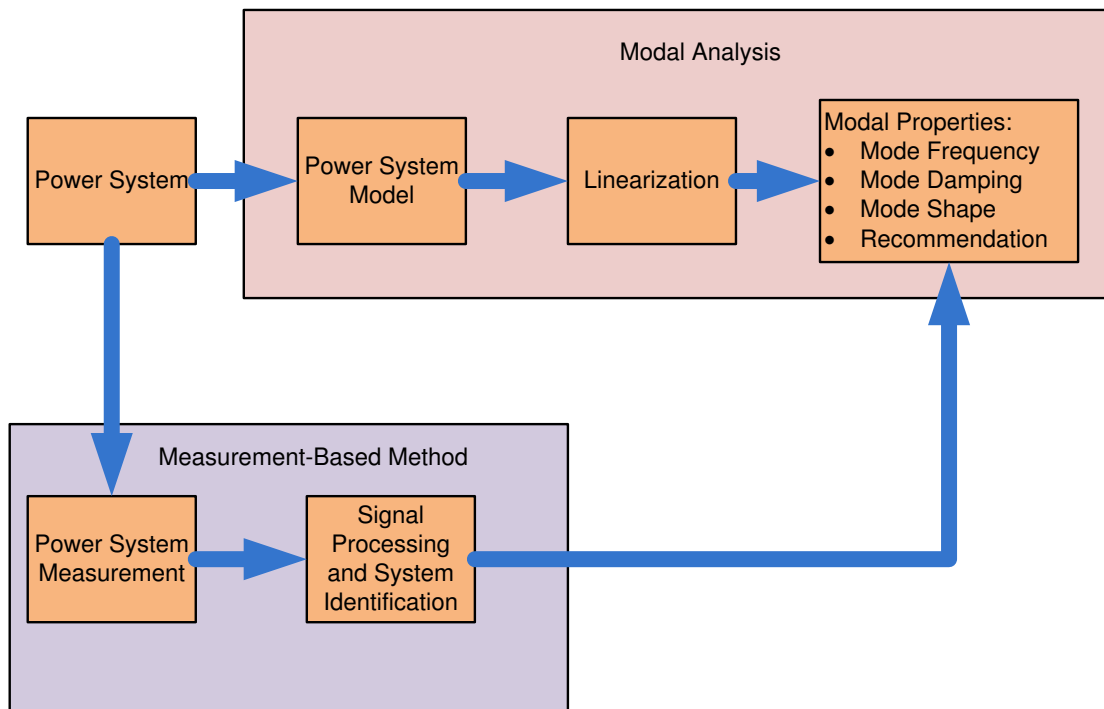 Modal Analysis
Power System
Power System
Model
Linearization
Modal Properties:
• Mode Frequency
• Mode Damping
• Mode Shape
• Recommendation
Measurement-Based Method
Power System
Measurement
Signal
Processing
and System
Identification